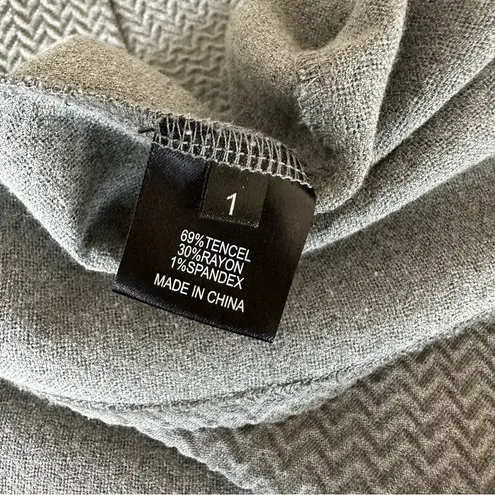 1
69%TENCEL
30%RAYON
1%SPANDEX
MADE IN CHINA